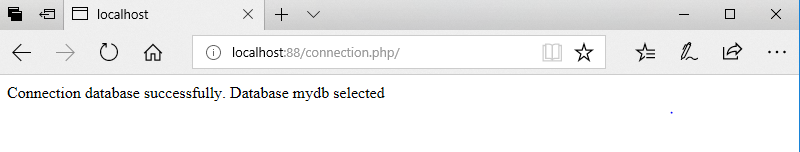 localhost
localhost:88/connection.php/
Connection database successfully. Database mydb selected